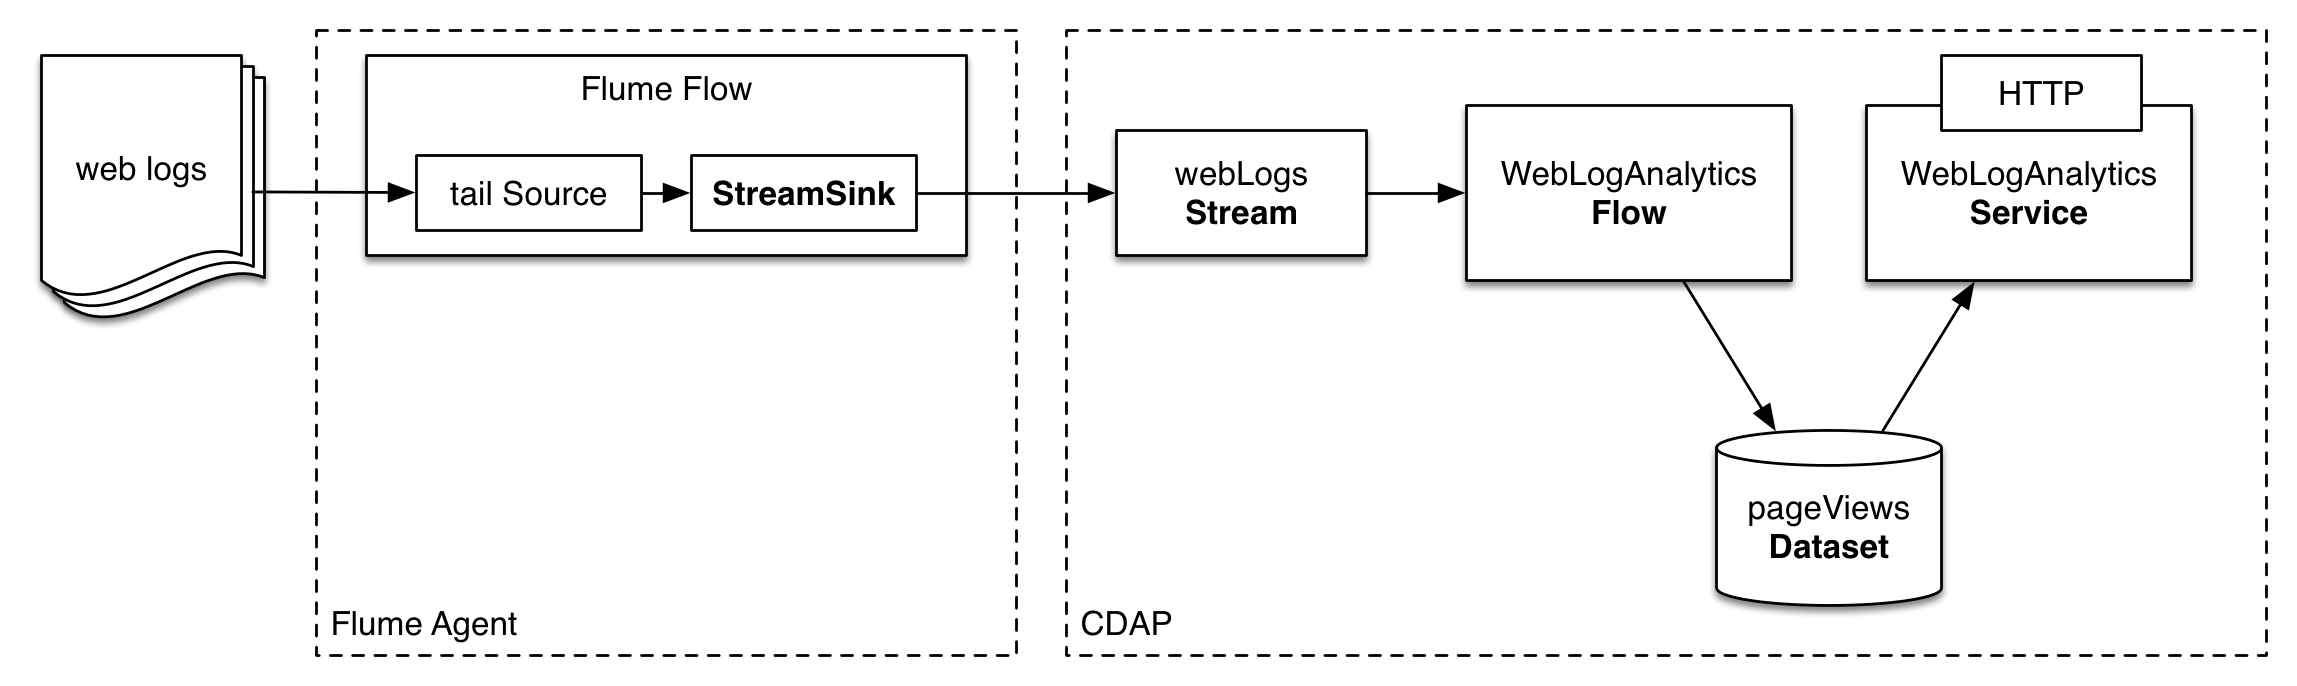 web logs
Flume Flow
tail Source
StreamSink
Flume Agent
webLogs
Stream
WebLogAnalytics
Flow
HTTP
WebLogAnalytics
Service
pageViews
Dataset
CDAP